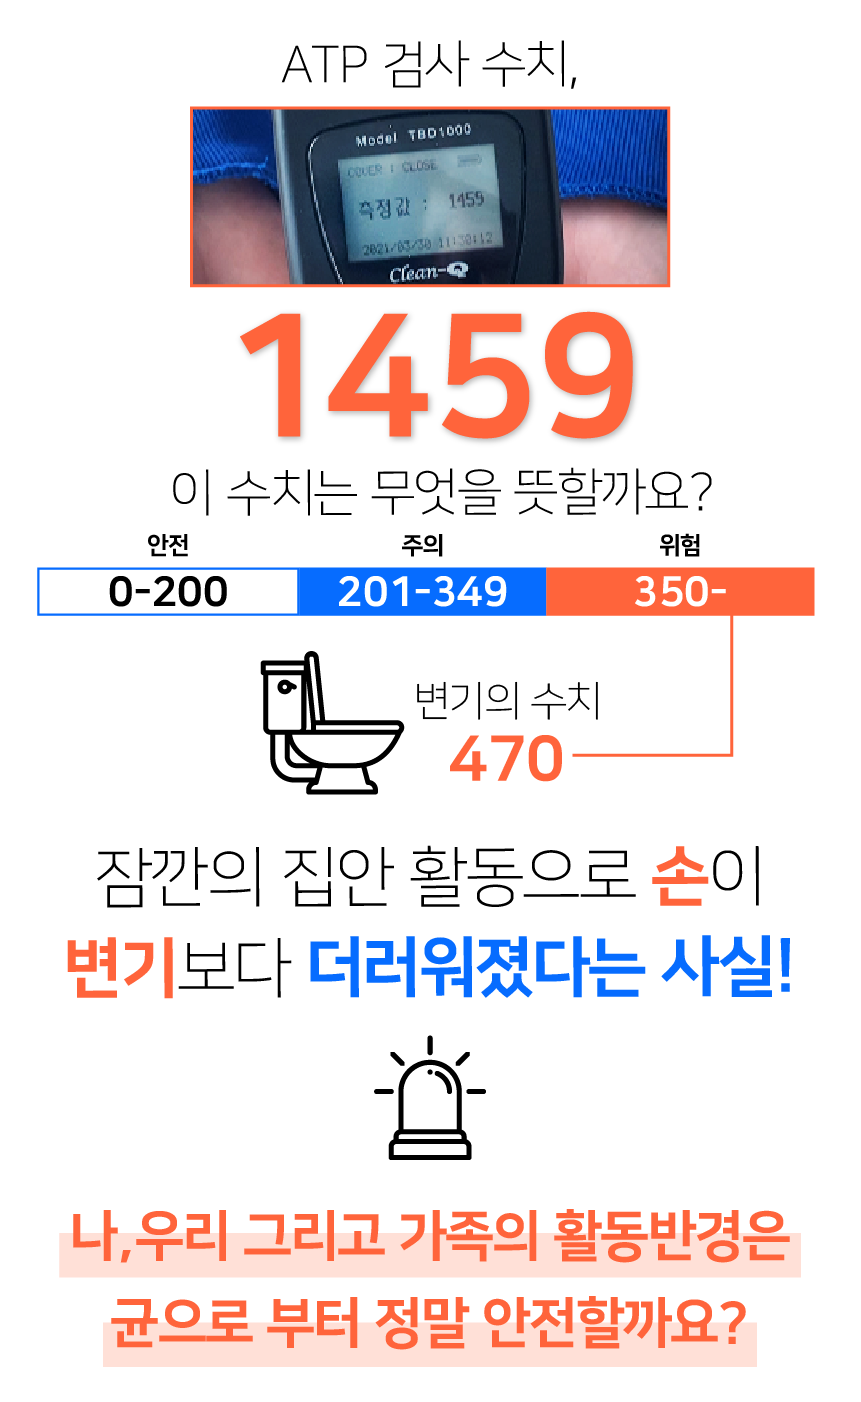 ATP 검사 수치,
Model TBD1000
COVER : CLOSE
측정값 : 1459
2021/03/30 11:30:12
Clean-Q
1459
이 수치는 무엇을 뜻할까요?
안전 주의 위험
0-200 201-349 350-
변기의 수치
470
잠깐의 집안 활동으로 손이
변기보다 더러워졌다는 사실!
나,우리 그리고 가족의 활동반경은
균으로 부터 정말 안전할까요?